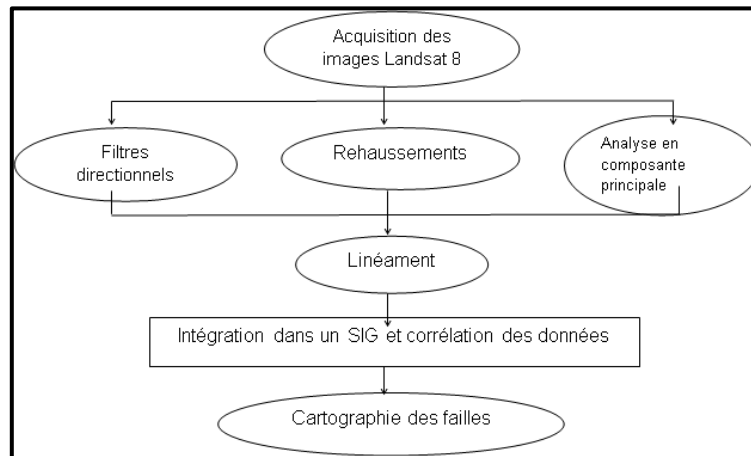 Acquisition des
images Landsat 8
Filtres
directionnels
Rehaussements
Analyse en
composante
principale
Linéament
Intégration dans un SIG et corrélation des données
Cartographie des failles